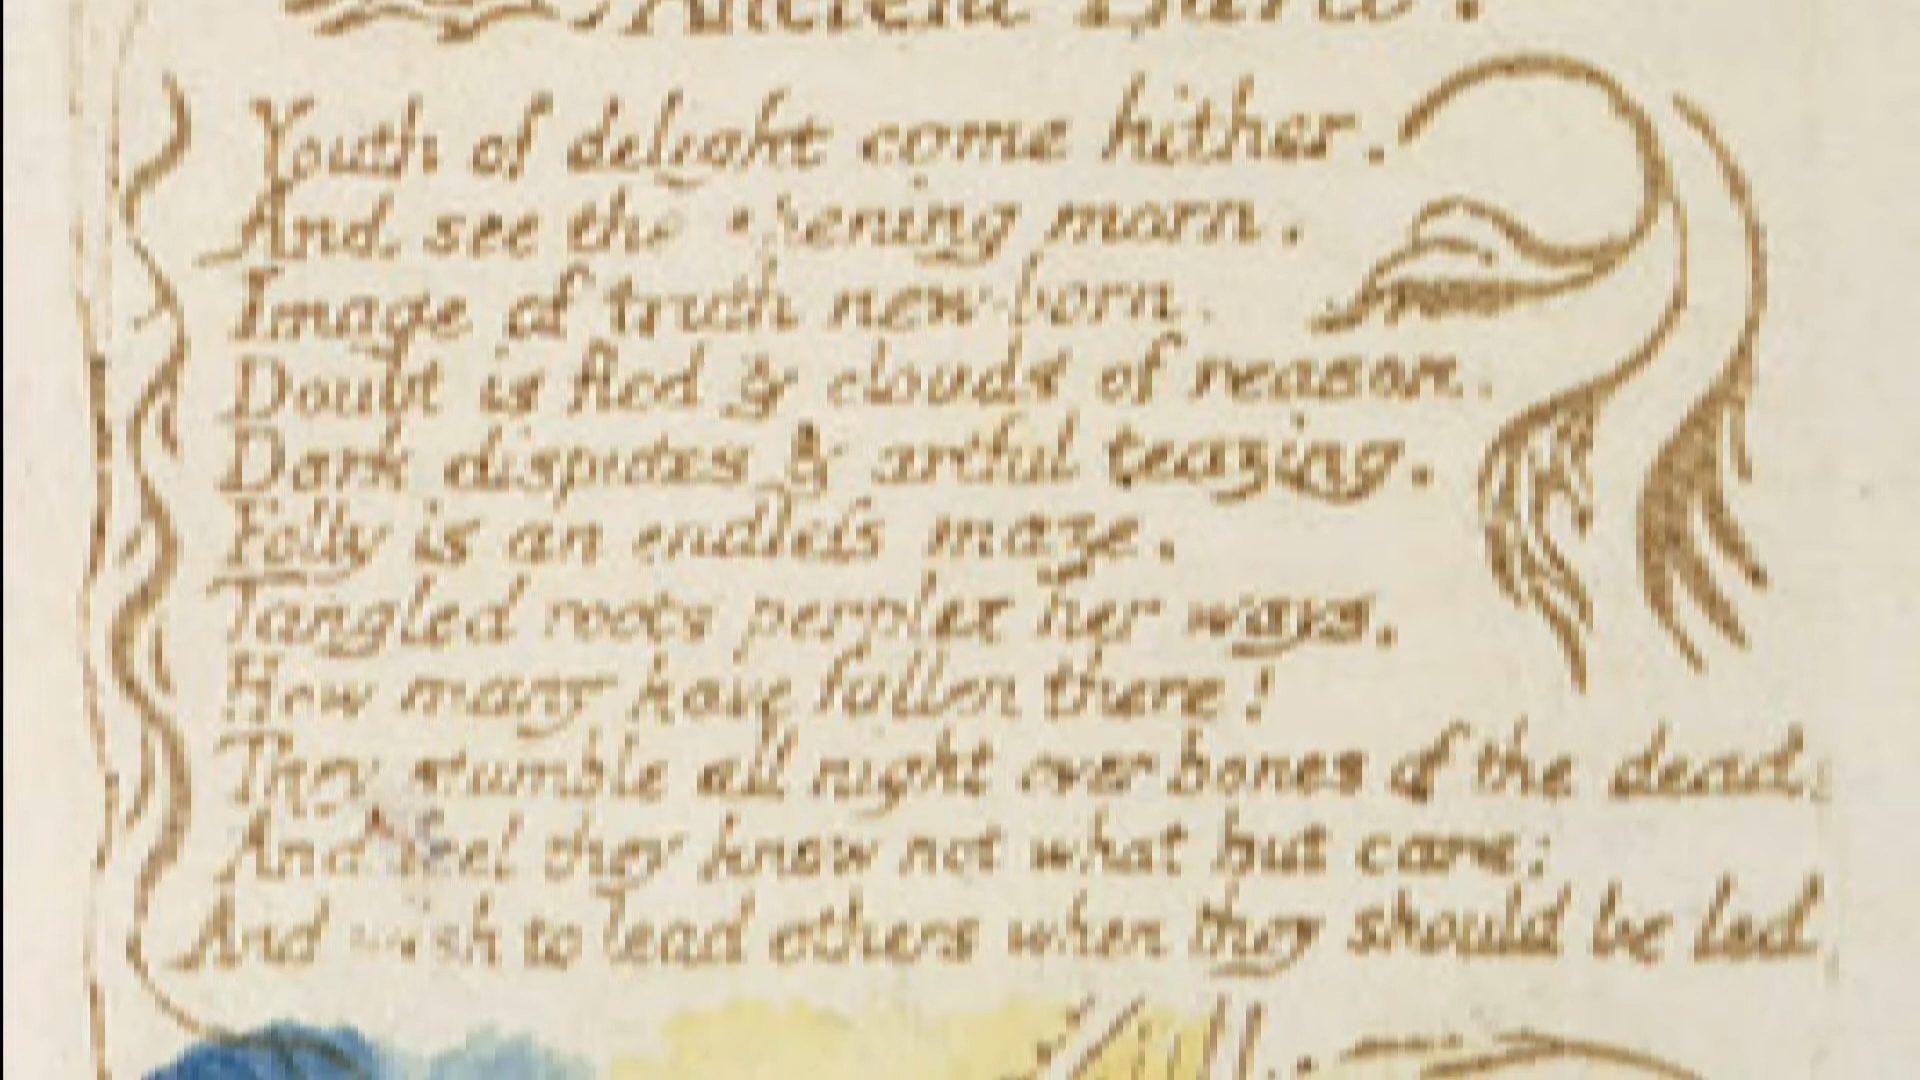 Ancient Bard.
Youth of delight come hither.
And see the opening morn.
Image of truth new born.
Doubt is fled & clouds of reason.
Dark disputes & artful teazing.
Folly is an endless maze.
Tangled roots perplex her ways.
How many have fallen there!
They stumble all night over bones of the dead.
And feel they know not what but care;
And wish to lead others when they should be led